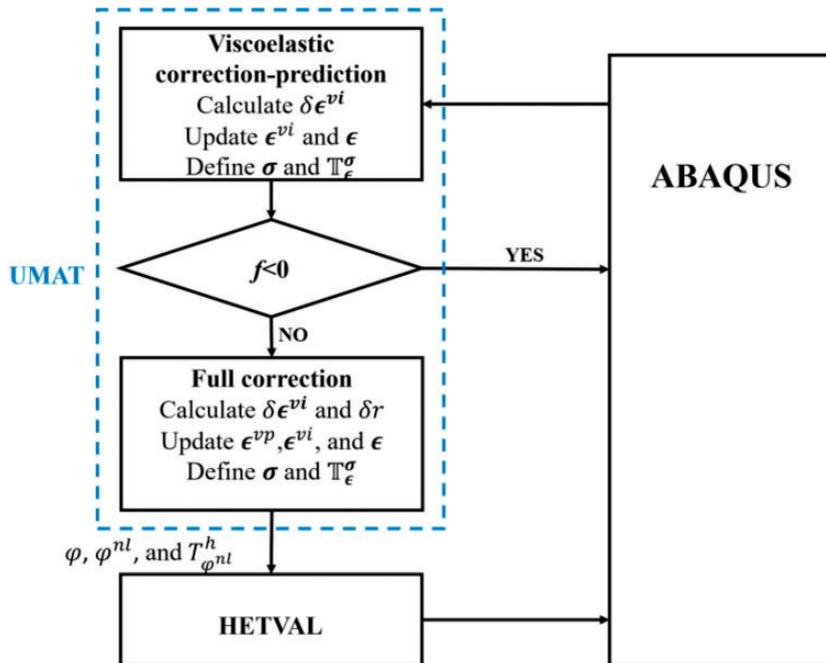 Viscoelastic
correction-prediction
Calculate δϵ^{vi}
Update ϵ^{vi} and ϵ
Define σ and 𝕋^σ_ϵ
ABAQUS
UMAT
f<0
YES
NO
Full correction
Calculate δϵ^{vi} and δr
Update ϵ^{vp},ϵ^{vi}, and ϵ
Define σ and 𝕋^σ_ϵ
φ, φ^{nl}, and T^h_{φ^{nl}}
HETVAL